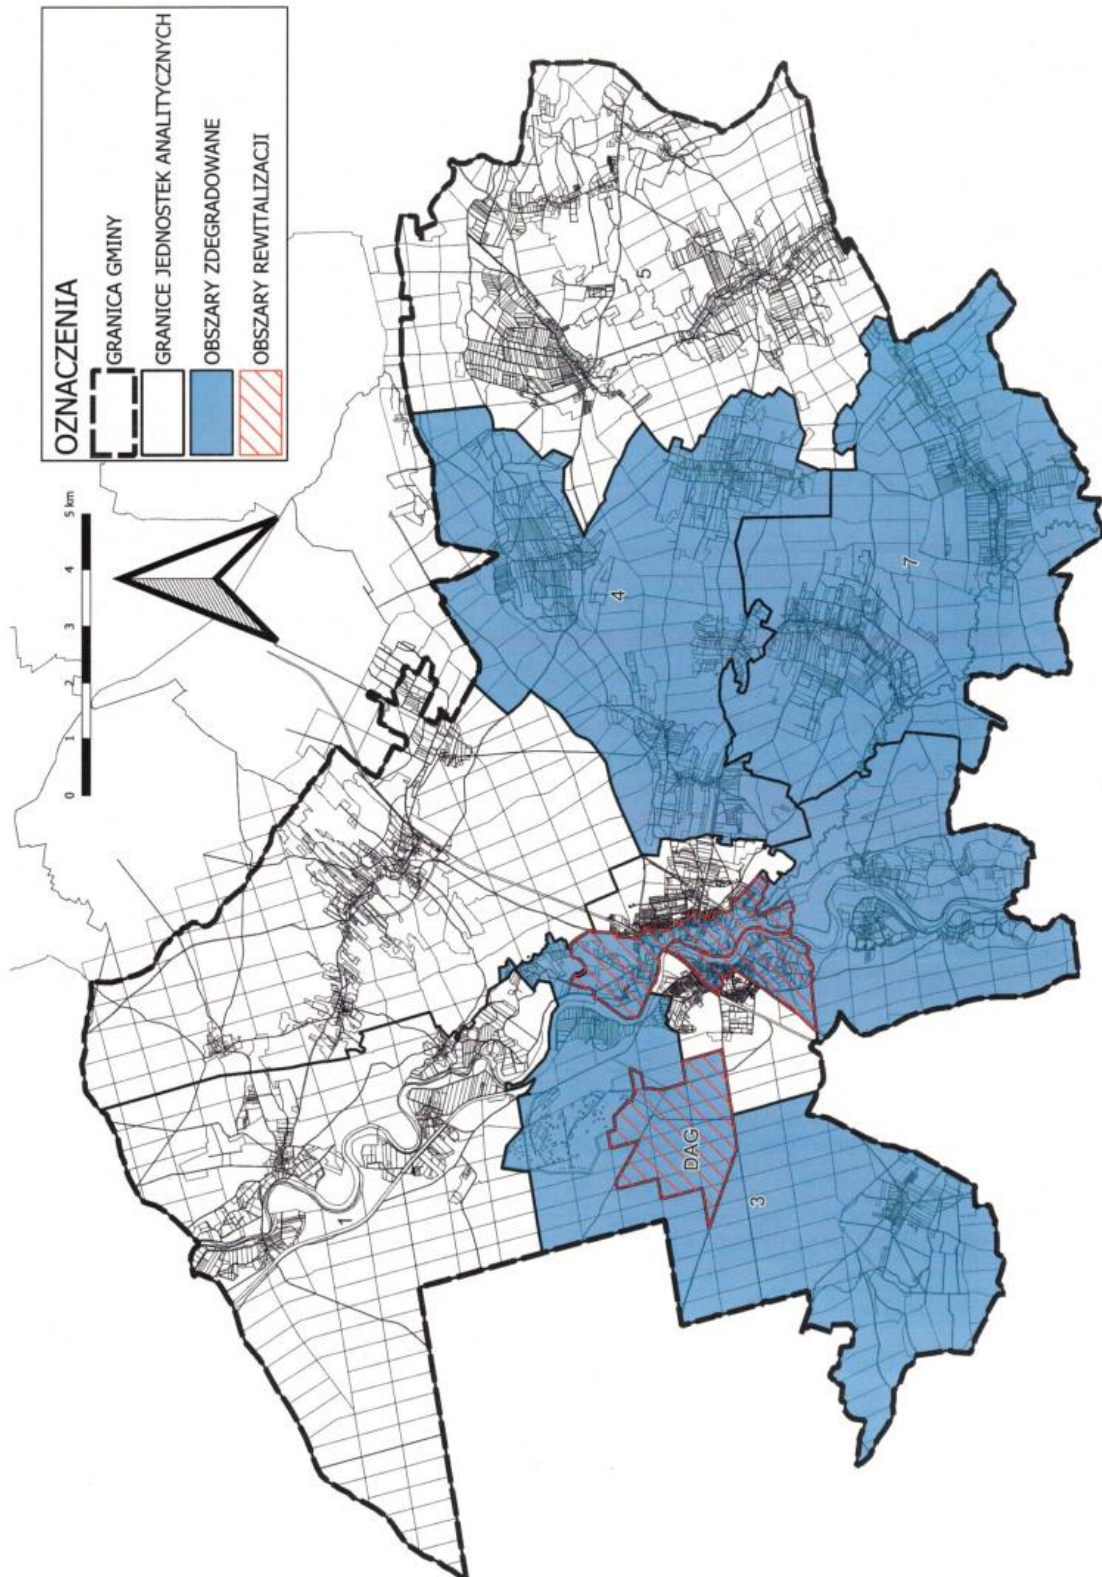 OZNACZENIA
GRANICA GMINY
GRANICE JEDNOSTEK ANALITYCZNYCH
OBSZARY ZDEGRADOWANE
OBSZARY REWITALIZACJI
0 1 2 3 4 5 km
1
5
4
7
DAG
3